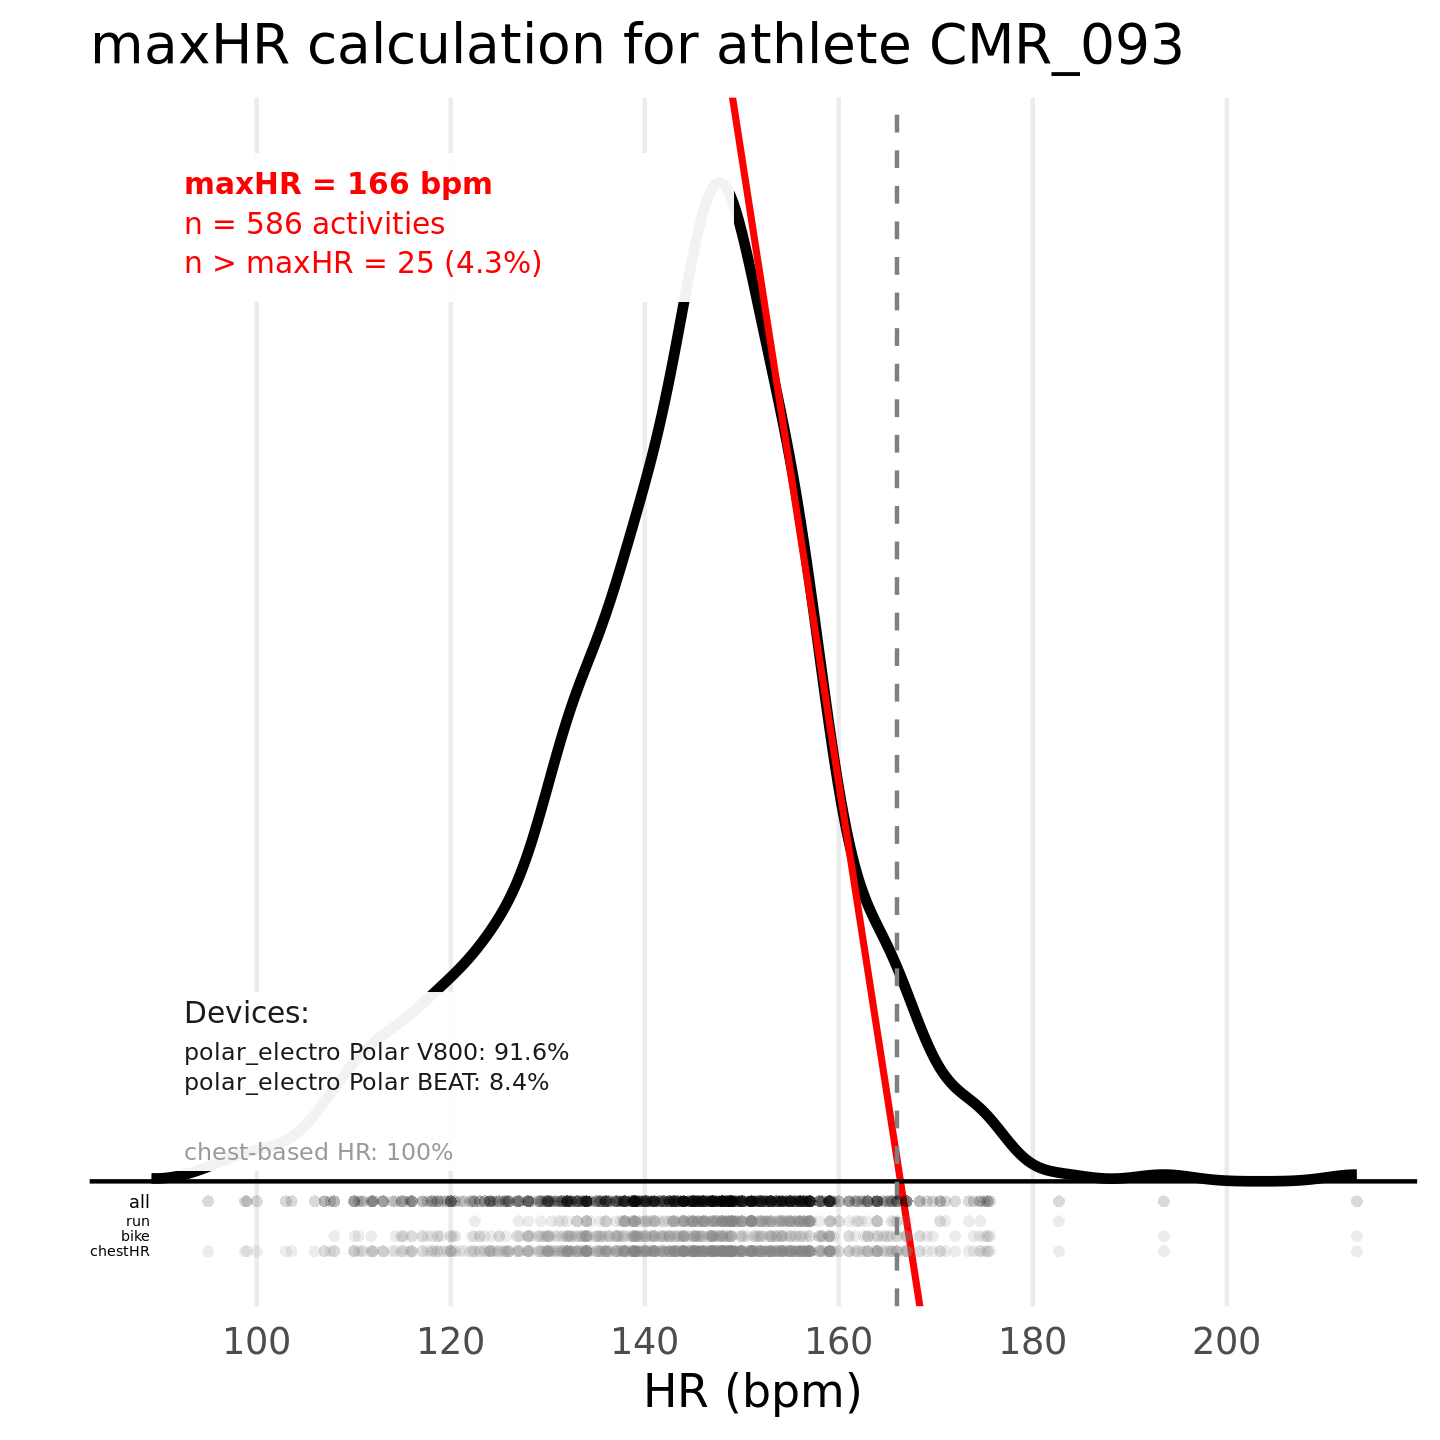 maxHR calculation for athlete CMR_093
maxHR = 166 bpm
n = 586 activities
n > maxHR = 25 (4.3%)
Devices:
polar_electro Polar V800: 91.6%
polar_electro Polar BEAT: 8.4%
chest-based HR: 100%
all
run
bike
chestHR
100 120 140 160 180 200
HR (bpm)